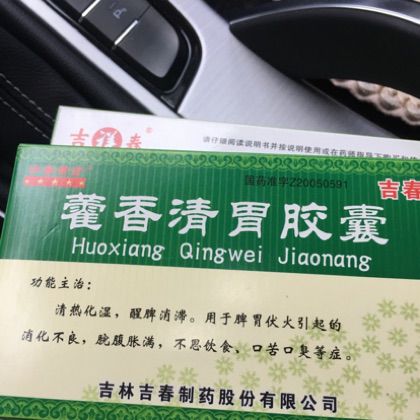 吉祥春®
请仔细阅读说明书并按说明使用或在药师指导下购买
国药准字Z20050591
吉春
藿香清胃胶囊
Huoxiang Qingwei Jiaonang
功能主治:
清热化湿,醒脾消滞。用于脾胃伏火引起的
消化不良,脘腹胀满,不思饮食、口苦口臭等症。
吉林吉春制药股份有限公司